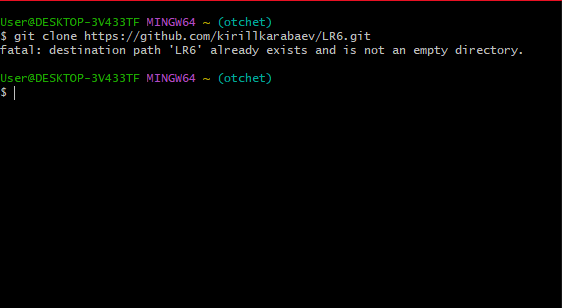 User@DESKTOP-3V433TF MINGW64 ~ (otchet)
$ git clone https://github.com/kirillkarabaev/LR6.git
fatal: destination path 'LR6' already exists and is not an empty directory.
User@DESKTOP-3V433TF MINGW64 ~ (otchet)
$